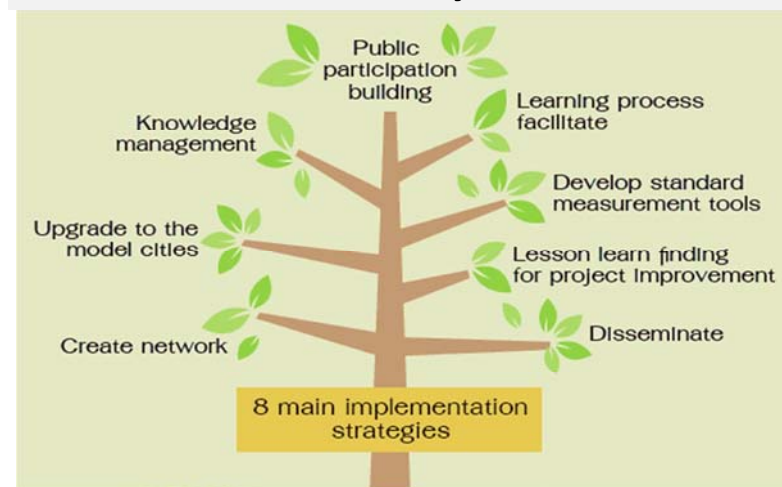 Public
participation
building
Knowledge
management
Learning process
facilitate
Develop standard
measurement tools
Upgrade to the
model cities
Lesson learn finding
for project improvement
Create network
Disseminate
8 main implementation
strategies